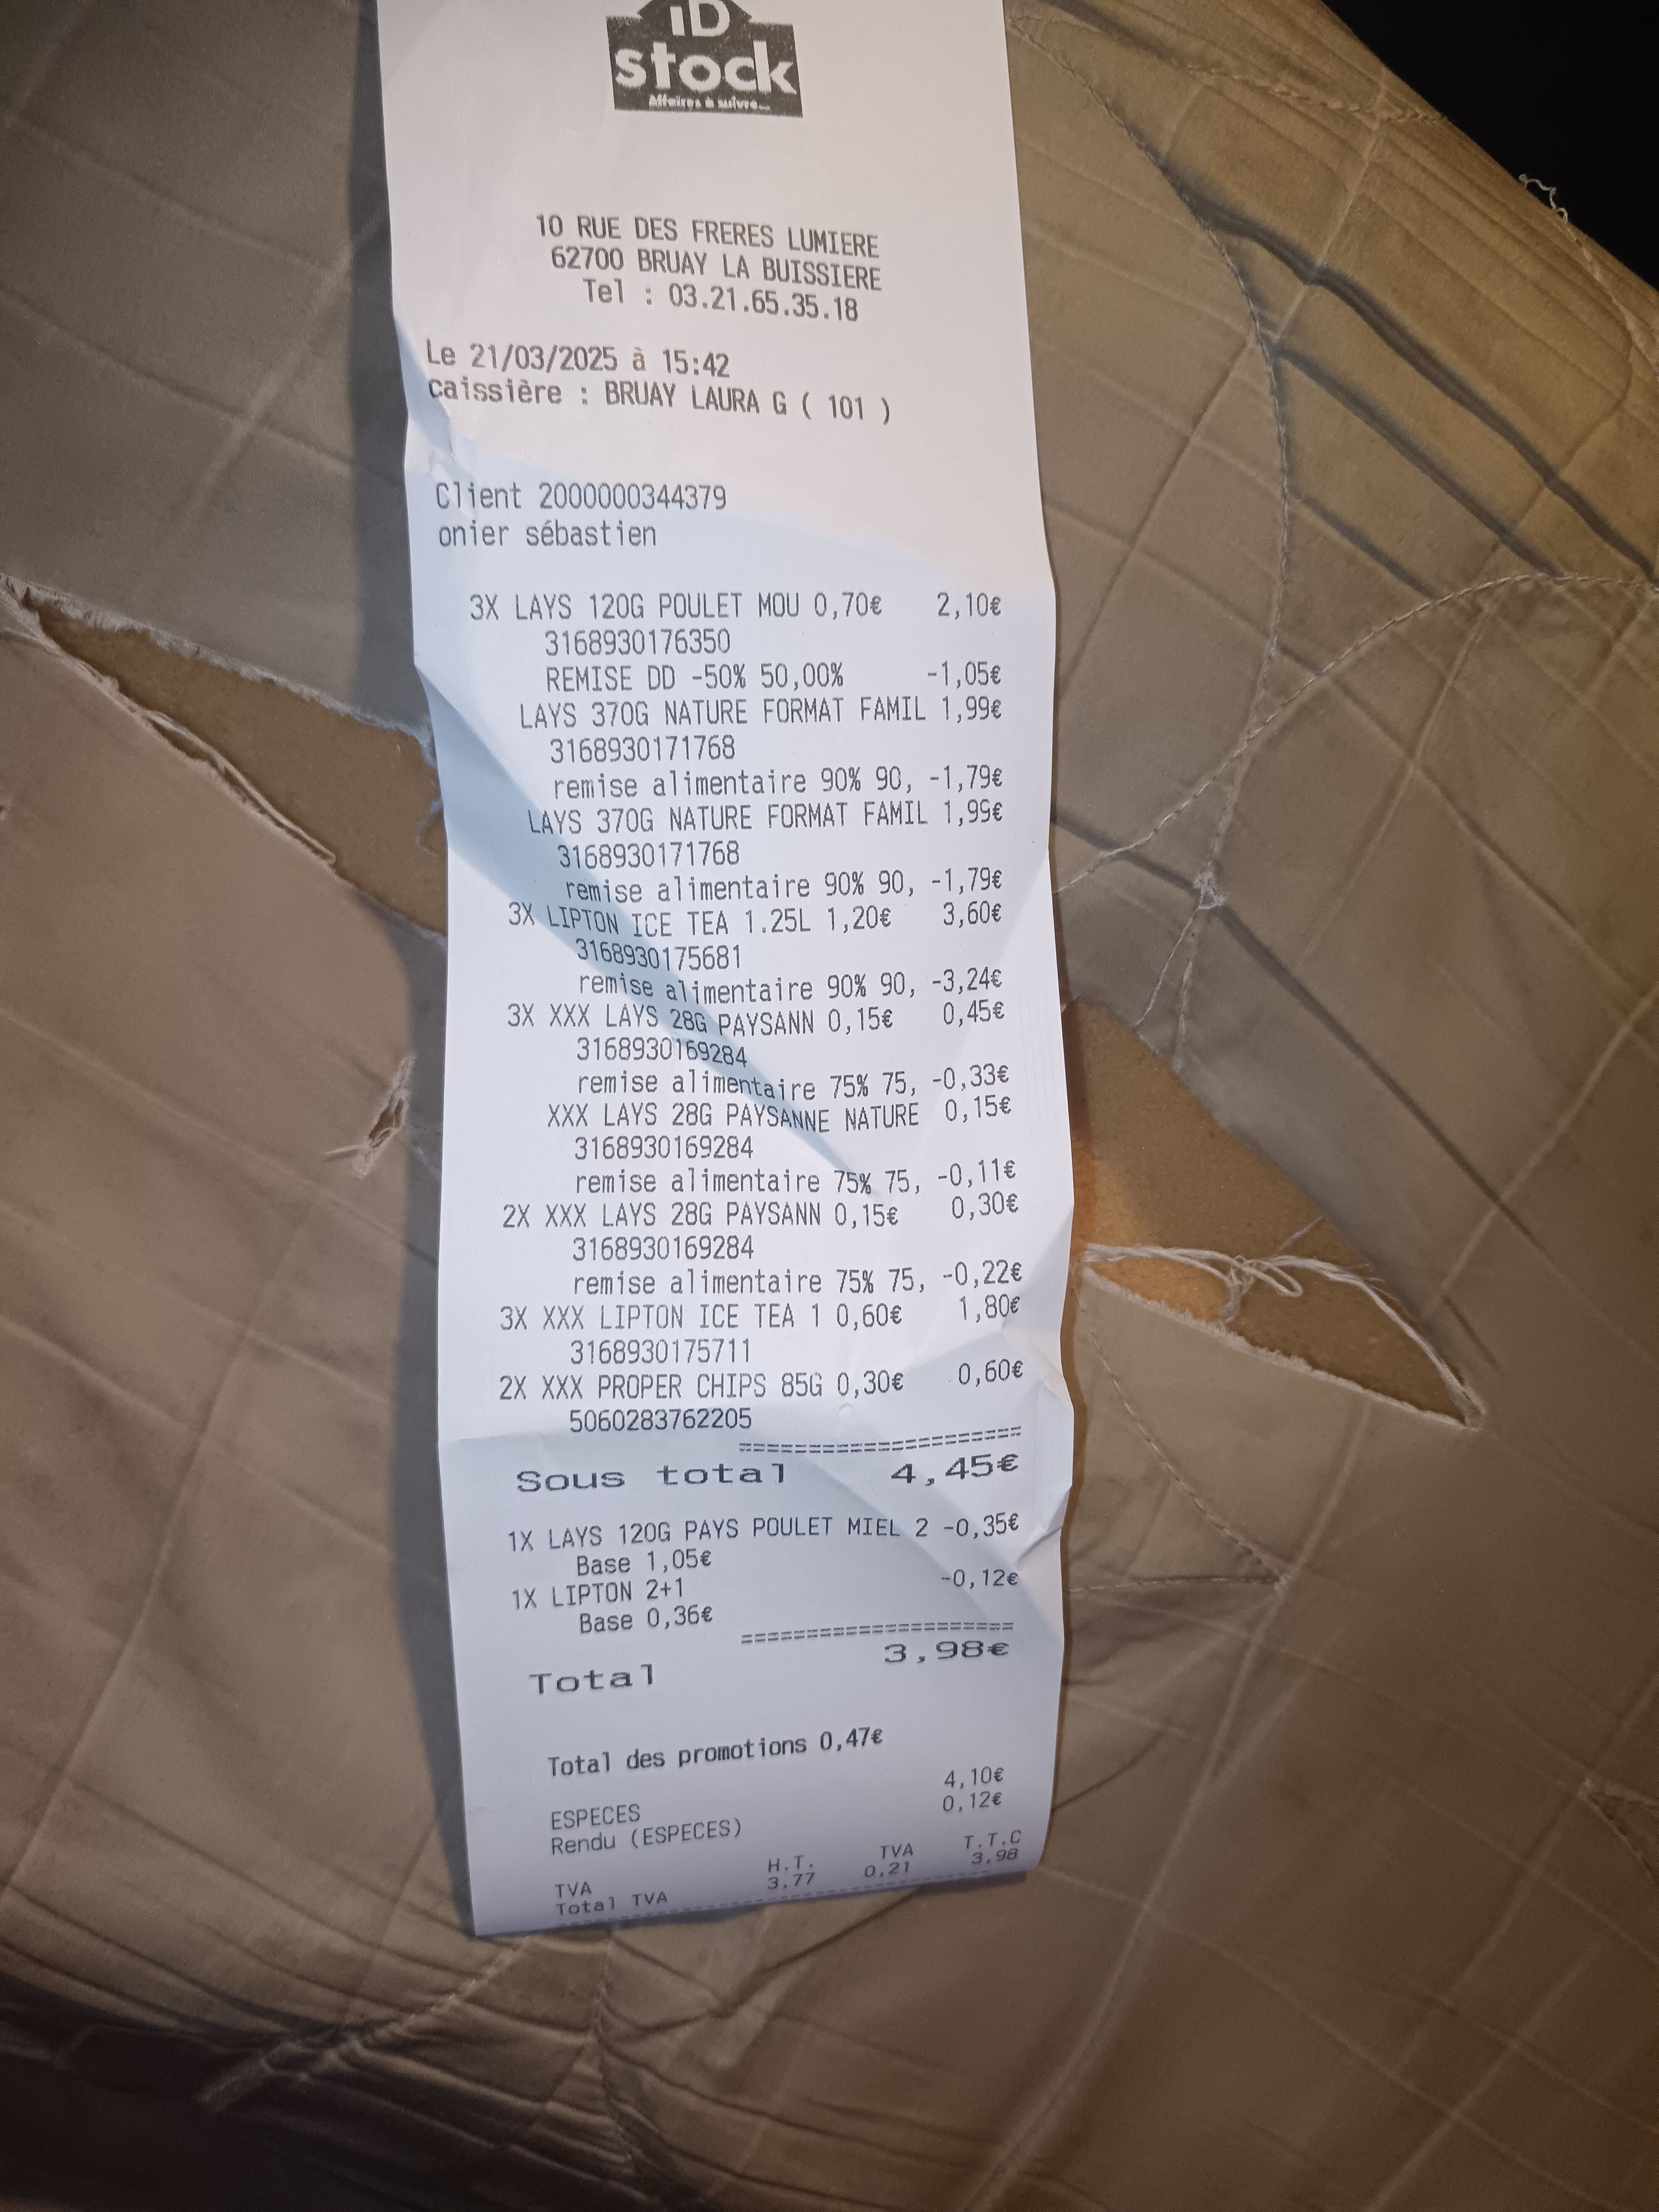 iD
stock
Affaires à suivre...
10 RUE DES FRERES LUMIERE
62700 BRUAY LA BUISSIERE
Tel : 03.21.65.35.18
Le 21/03/2025 à 15:42
caissière : BRUAY LAURA G ( 101 )
Client 2000000344379
onier sébastien
3X LAYS 120G POULET MOU 0,70€ 2,10€
3168930176350
REMISE DD -50% 50,00% -1,05€
LAYS 370G NATURE FORMAT FAMIL 1,99€
3168930171768
remise alimentaire 90% 90, -1,79€
LAYS 370G NATURE FORMAT FAMIL 1,99€
3168930171768
remise alimentaire 90% 90, -1,79€
3X LIPTON ICE TEA 1.25L 1,20€ 3,60€
3168930175681
remise alimentaire 90% 90, -3,24€
3X XXX LAYS 28G PAYSANN 0,15€ 0,45€
3168930169284
remise alimentaire 75% 75, -0,33€
XXX LAYS 28G PAYSANNE NATURE 0,15€
3168930169284
remise alimentaire 75% 75, -0,11€
2X XXX LAYS 28G PAYSANN 0,15€ 0,30€
3168930169284
remise alimentaire 75% 75, -0,22€
3X XXX LIPTON ICE TEA 1 0,60€ 1,80€
3168930175711
2X XXX PROPER CHIPS 85G 0,30€ 0,60€
5060283762205
=====================
Sous total 4,45€
1X LAYS 120G PAYS POULET MIEL 2 -0,35€
Base 1,05€
1X LIPTON 2+1 -0,12€
Base 0,36€
=====================
Total 3,98€
Total des promotions 0,47€
ESPECES 4,10€
Rendu (ESPECES) 0,12€
TVA H.T. TVA T.T.C
Total TVA 3.77 0.21 3.98